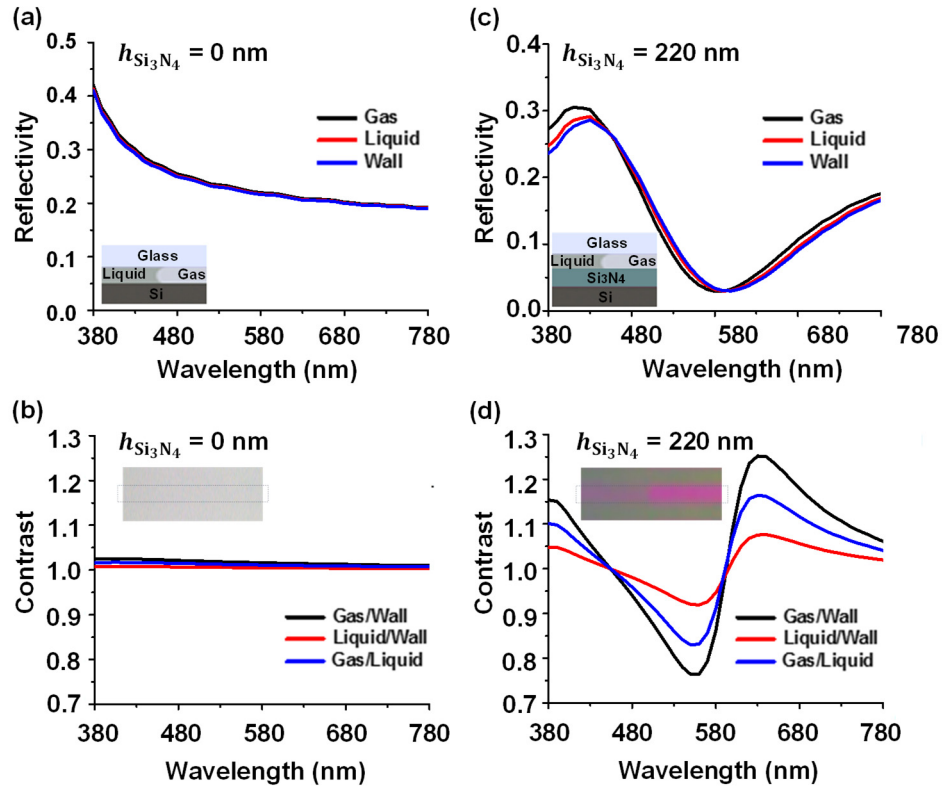 (a)
h_Si₃N₄ = 0 nm
Reflectivity
0.5
0.4
0.3
0.2
0.1
0.0
Gas
Liquid
Wall
Glass
Liquid Gas
Si
380 480 580 680 780
Wavelength (nm)
(c)
h_Si₃N₄ = 220 nm
Reflectivity
0.4
0.3
0.2
0.1
0.0
Gas
Liquid
Wall
Glass
Liquid Gas
Si₃N₄
Si
380 480 580 680 780
Wavelength (nm)
(b)
h_Si₃N₄ = 0 nm
Contrast
1.3
1.2
1.1
1.0
0.9
0.8
0.7
Gas/Wall
Liquid/Wall
Gas/Liquid
380 480 580 680 780
Wavelength (nm)
(d)
h_Si₃N₄ = 220 nm
Contrast
1.3
1.2
1.1
1.0
0.9
0.8
0.7
Gas/Wall
Liquid/Wall
Gas/Liquid
380 480 580 680 780
Wavelength (nm)